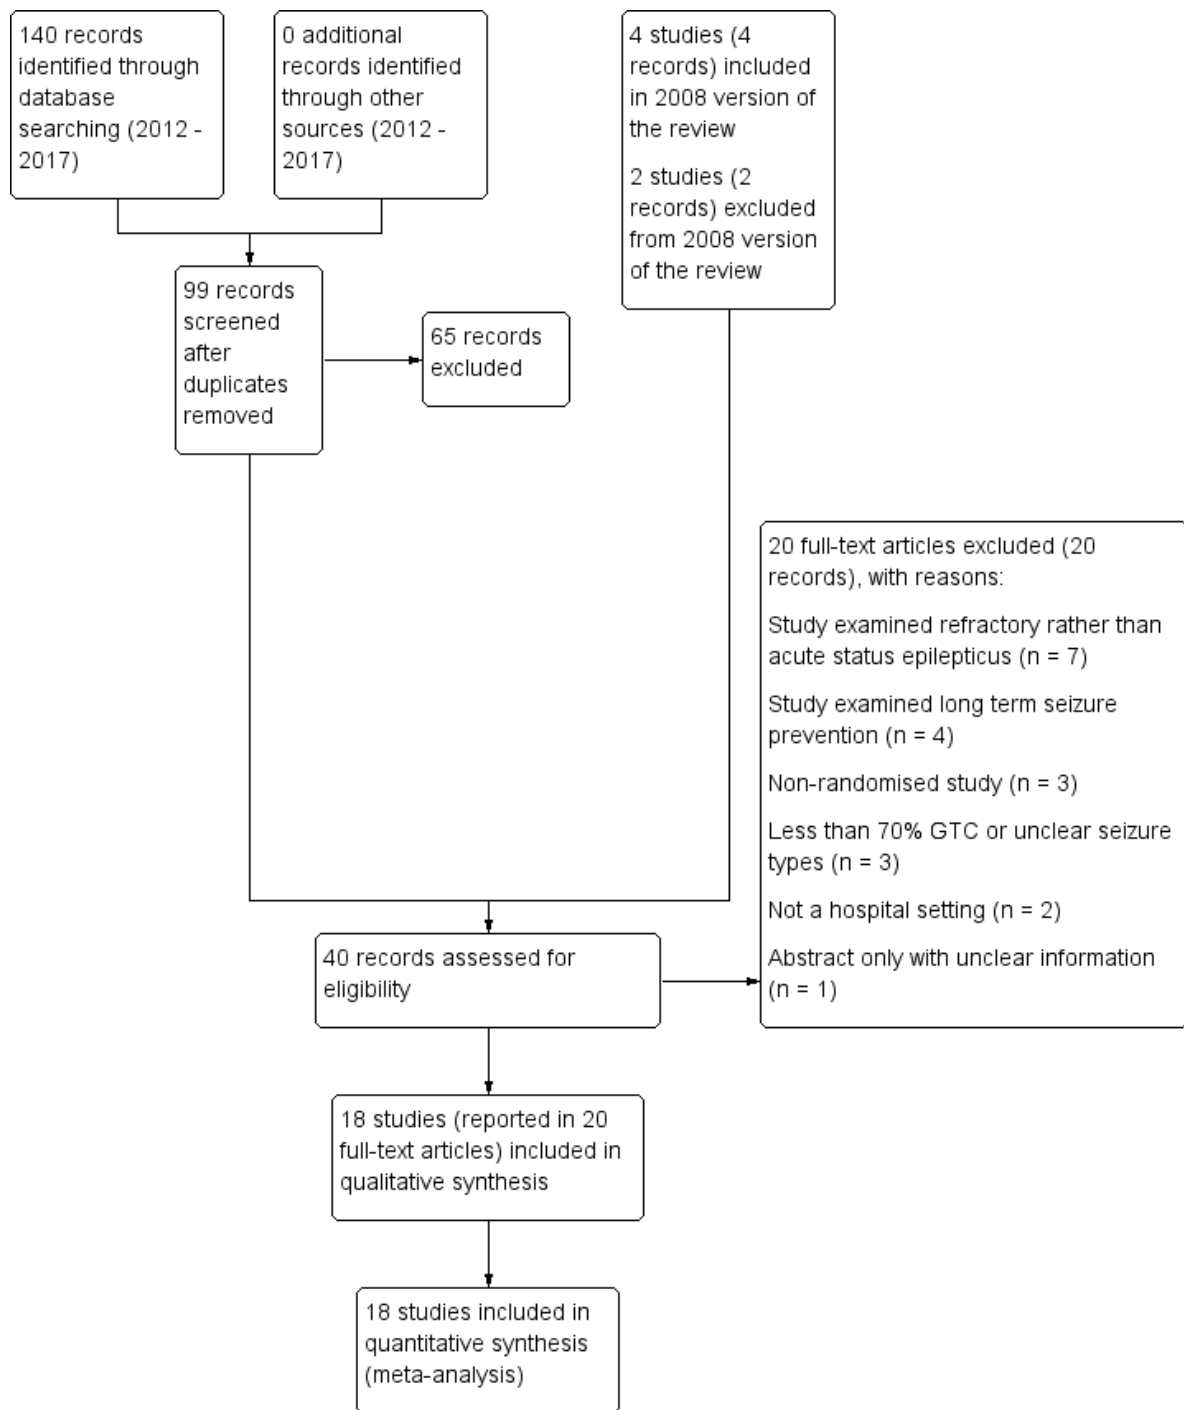 140 records
identified through
database
searching (2012 -
2017)
0 additional
records identified
through other
sources (2012 -
2017)
4 studies (4
records) included
in 2008 version of
the review
2 studies (2
records) excluded
from 2008 version
of the review
99 records
screened
after
duplicates
removed
65 records
excluded
20 full-text articles excluded (20
records), with reasons:
Study examined refractory rather than
acute status epilepticus (n = 7)
Study examined long term seizure
prevention (n = 4)
Non-randomised study (n = 3)
Less than 70% GTC or unclear seizure
types (n = 3)
Not a hospital setting (n = 2)
Abstract only with unclear information
(n = 1)
40 records assessed for
eligibility
18 studies (reported in 20
full-text articles) included in
qualitative synthesis
18 studies included in
quantitative synthesis
(meta-analysis)